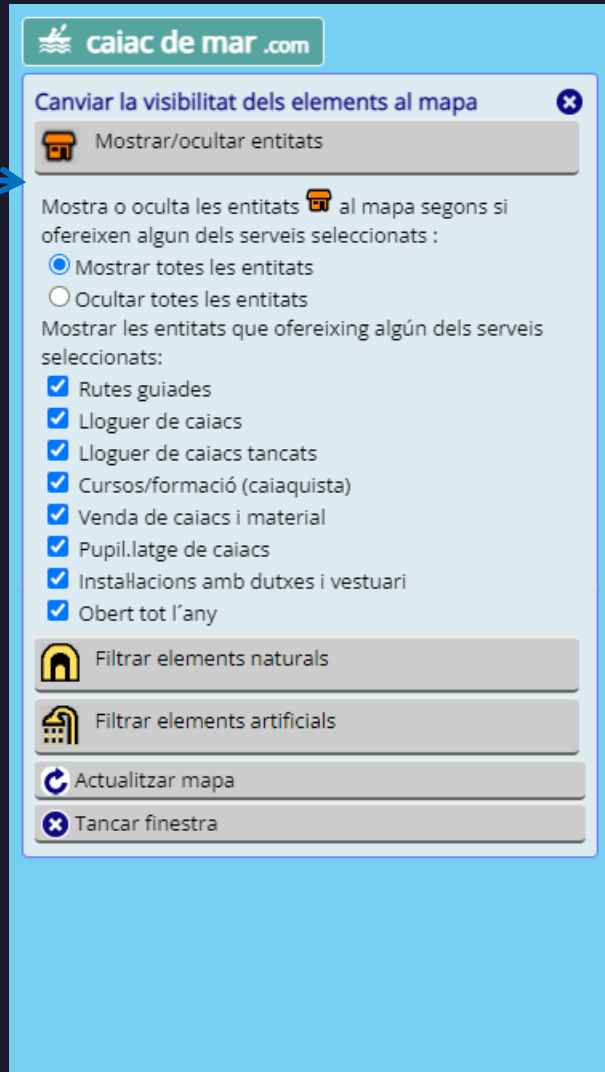 caiac de mar .com
Canviar la visibilitat dels elements al mapa
Mostrar/ocultar entitats
Mostra o oculta les entitats al mapa segons si
ofereixen algun dels serveis seleccionats :
Mostrar totes les entitats
Ocultar totes les entitats
Mostrar les entitats que ofereixing algún dels serveis
seleccionats:
Rutes guiades
Lloguer de caiacs
Lloguer de caiacs tancats
Cursos/formació (caiaquista)
Venda de caiacs i material
Pupil.latge de caiacs
Instaŀlacions amb dutxes i vestuari
Obert tot l´any
Filtrar elements naturals
Filtrar elements artificials
Actualitzar mapa
Tancar finestra